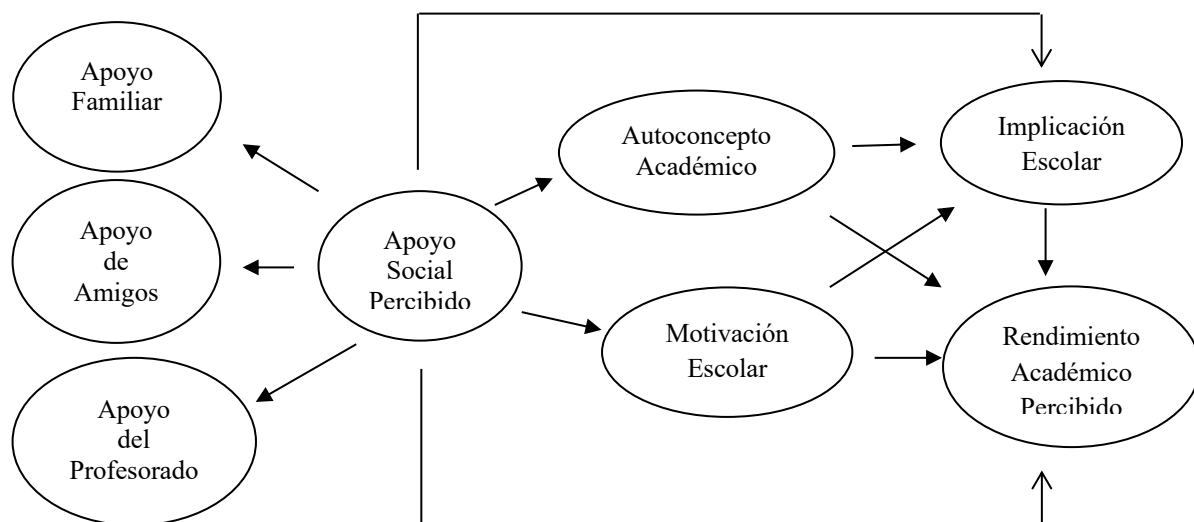 Apoyo
Familiar
Apoyo
de
Amigos
Apoyo
del
Profesorado
Apoyo
Social
Percibido
Autoconcepto
Académico
Motivación
Escolar
Implicación
Escolar
Rendimiento
Académico
Percibido